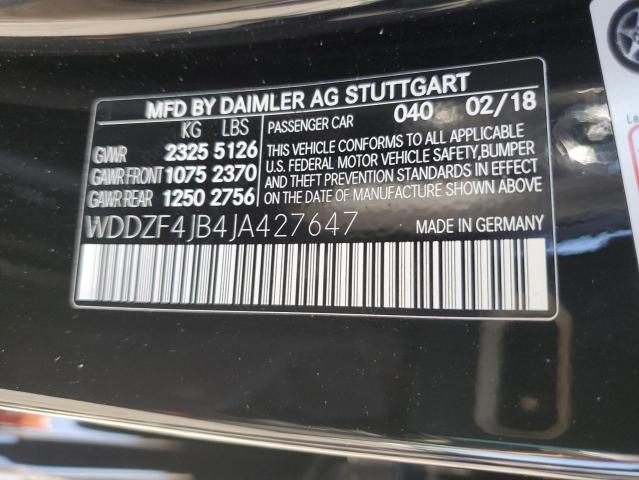 MFD BY DAIMLER AG STUTTGART
KG LBS PASSENGER CAR 040 02/18
GVWR 2325 5126
GAWR FRONT 1075 2370
GAWR REAR 1250 2756
THIS VEHICLE CONFORMS TO ALL APPLICABLE
U.S. FEDERAL MOTOR VEHICLE SAFETY, BUMPER
AND THEFT PREVENTION STANDARDS IN EFFECT
ON THE DATE OF MANUFACTURE SHOWN ABOVE
WDDZF4JB4JA427647 MADE IN GERMANY